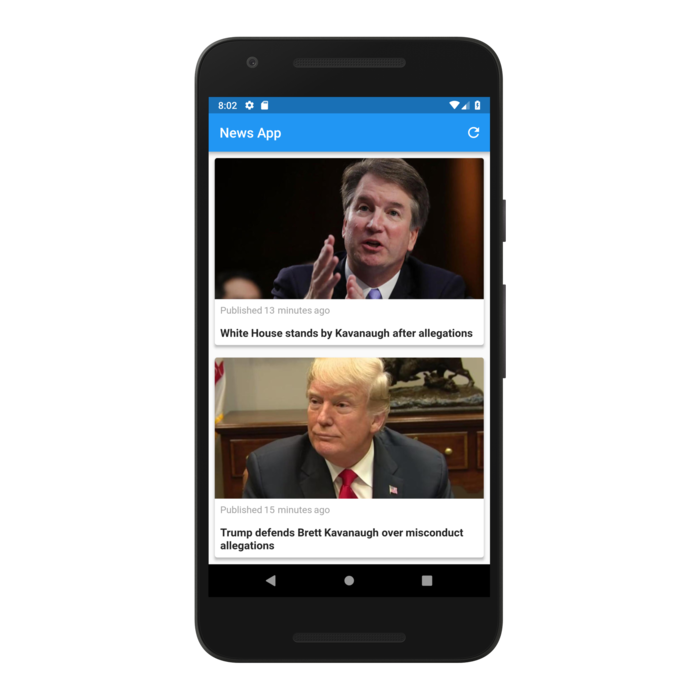 8:02
News App
Published 13 minutes ago
White House stands by Kavanaugh after allegations
Published 15 minutes ago
Trump defends Brett Kavanaugh over misconduct
allegations